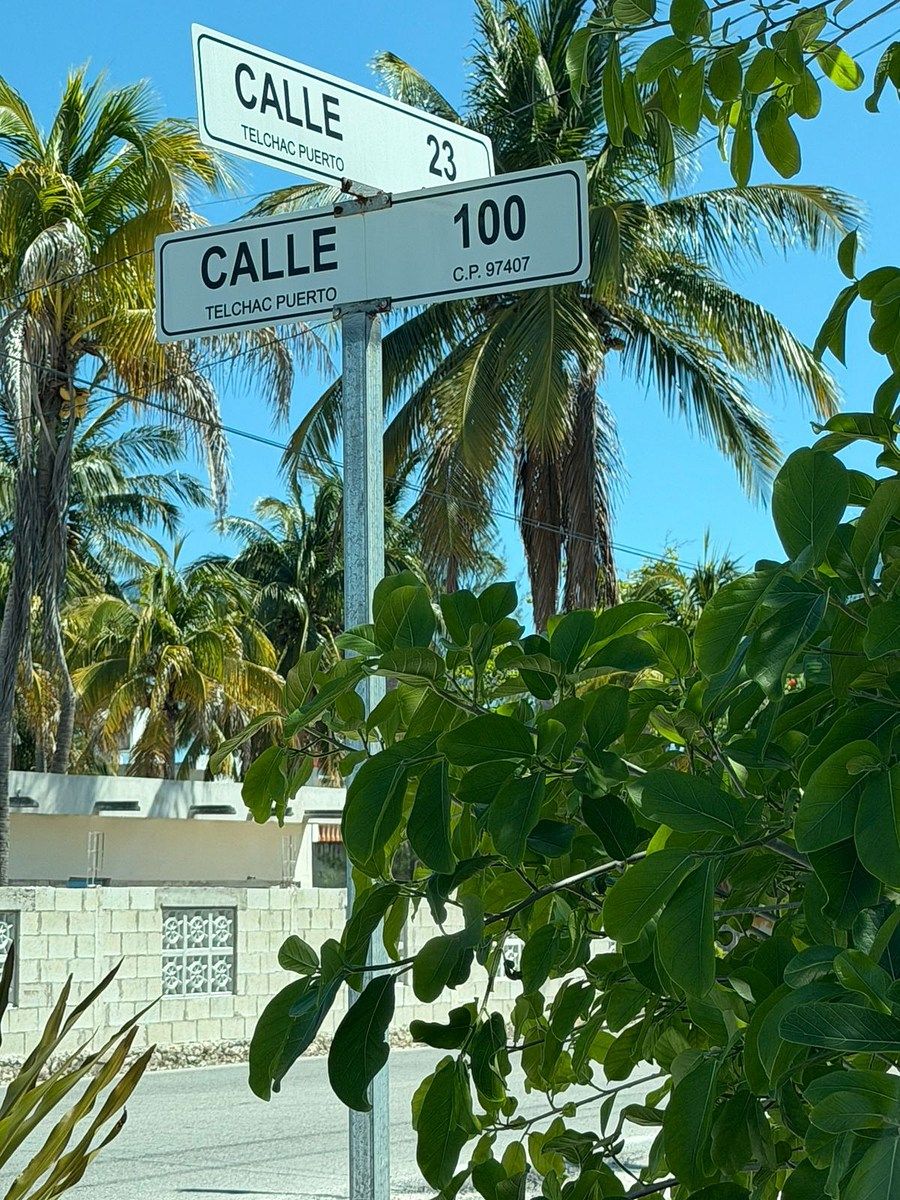 CALLE
TELCHAC PUERTO 23
CALLE 100
TELCHAC PUERTO C.P. 97407